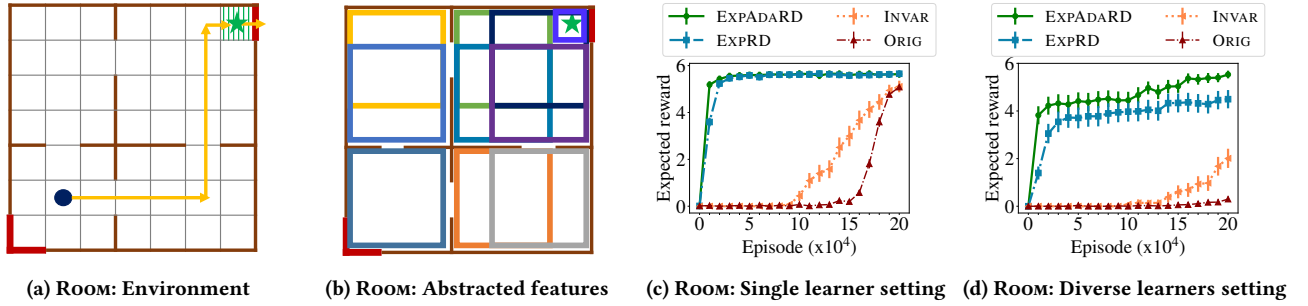 EXPADARD
EXPRD
INVAR
ORIG
Expected reward
6
4
2
0
0 5 10 15 20
Episode (x10⁴)
EXPADARD
EXPRD
INVAR
ORIG
Expected reward
6
4
2
0
0 5 10 15 20
Episode (x10⁴)
(a) ROOM: Environment
(b) ROOM: Abstracted features
(c) ROOM: Single learner setting
(d) ROOM: Diverse learners setting